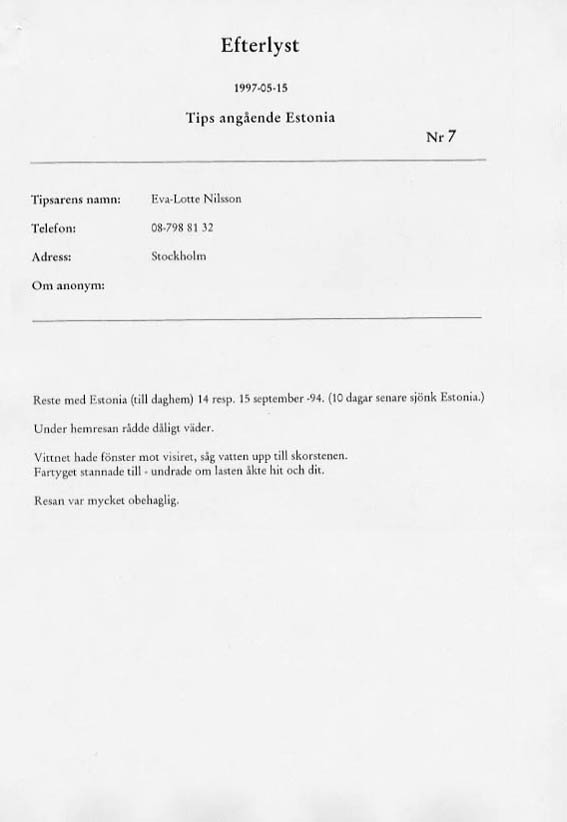 Efterlyst
1997-05-15
Tips angående Estonia
Nr 7
Tipsarens namn: Eva-Lotte Nilsson
Telefon: 08-798 81 32
Adress: Stockholm
Om anonym:
Reste med Estonia (till daghem) 14 resp. 15 september -94. (10 dagar senare sjönk Estonia.)
Under hemresan rådde dåligt väder.
Vittnet hade fönster mot visiret, såg vatten upp till skorstenen.
Fartyget stannade till - undrade om lasten åkte hit och dit.
Resan var mycket obehaglig.